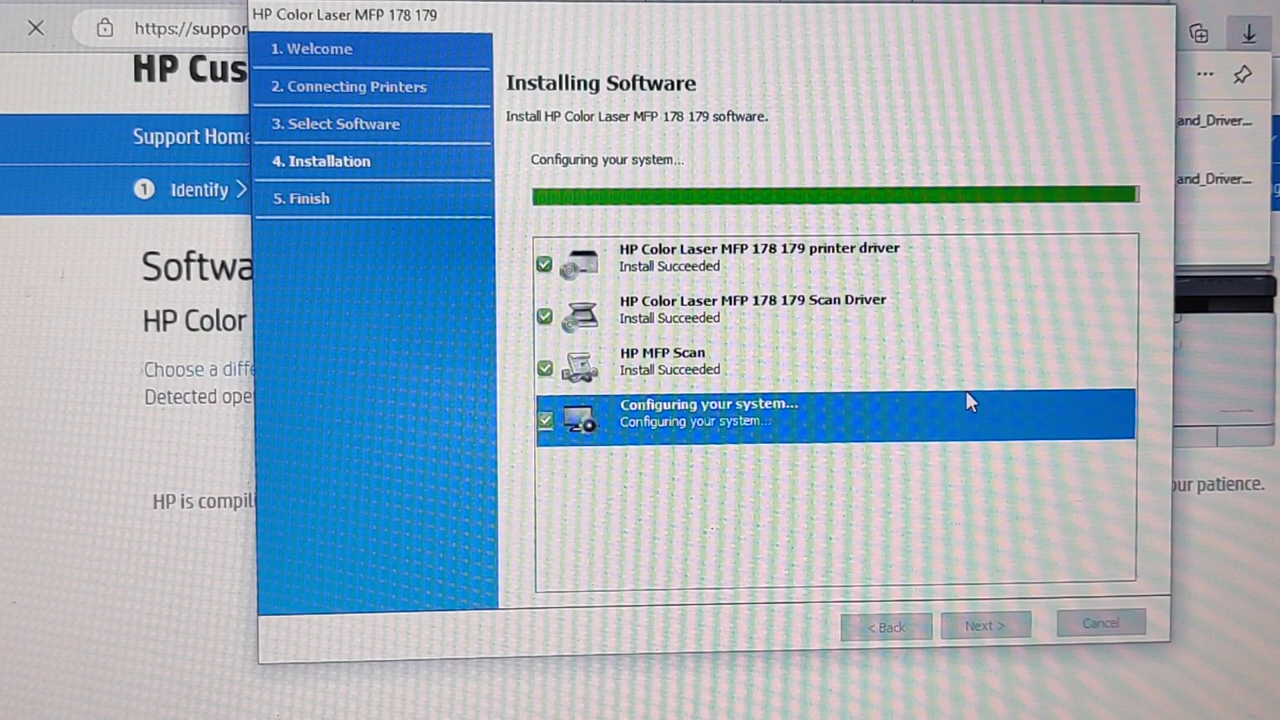 HP Color Laser MFP 178 179
https://suppor
HP Cus
Support Home
1 Identify
Softwa
HP Color
Choose a diffe
Detected ope
HP is compil
1. Welcome
2. Connecting Printers
3. Select Software
4. Installation
5. Finish
Installing Software
Install HP Color Laser MFP 178 179 software.
Configuring your system...
HP Color Laser MFP 178 179 printer driver
Install Succeeded
HP Color Laser MFP 178 179 Scan Driver
Install Succeeded
HP MFP Scan
Install Succeeded
Configuring your system...
Configuring your system...
< Back
Next >
Cancel
and_Driver...
and_Driver...
our patience.